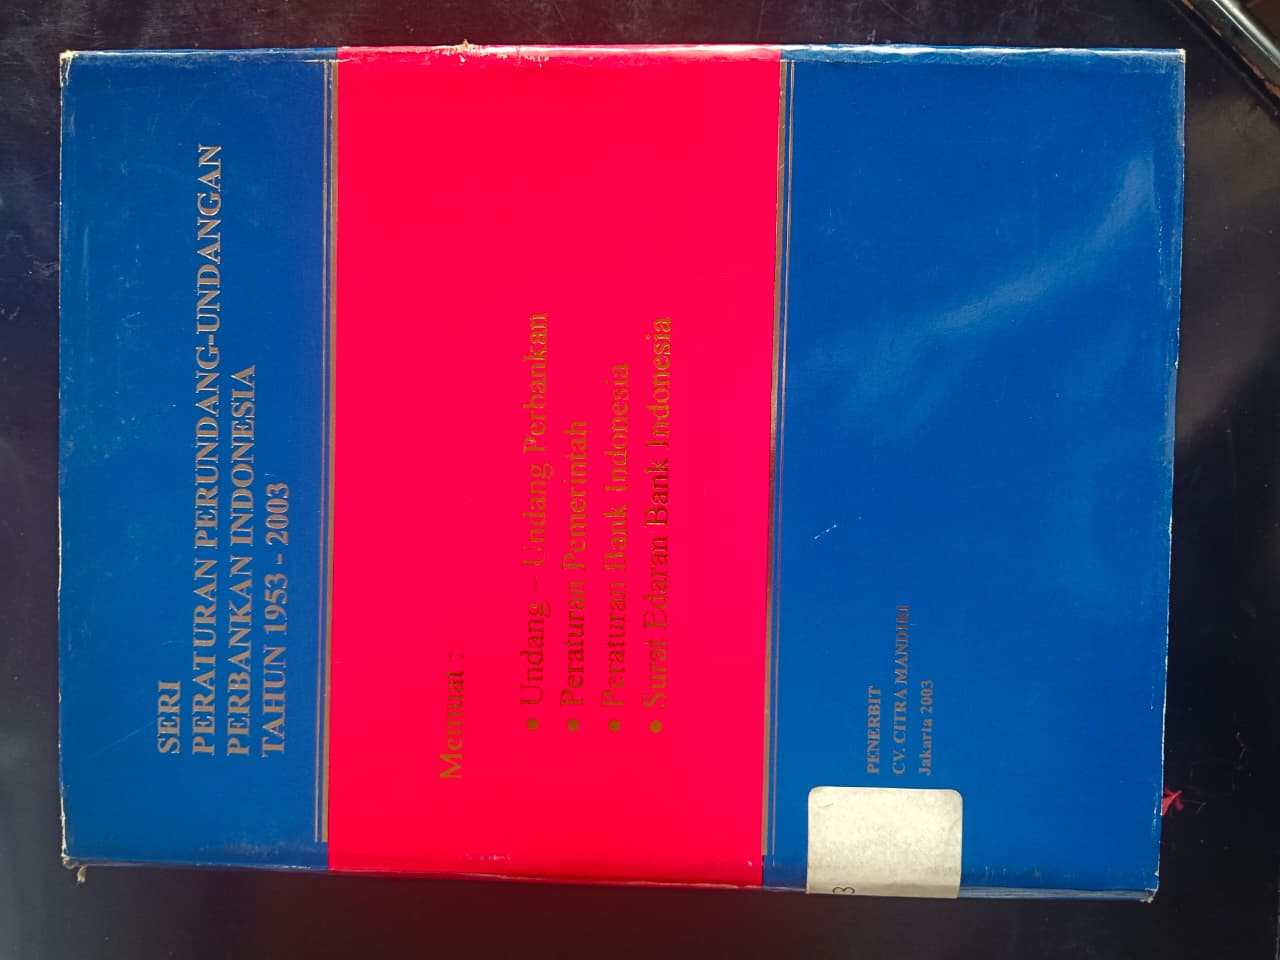 SERI
PERATURAN PERUNDANG-UNDANGAN
PERBANKAN INDONESIA
TAHUN 1953 - 2003
Memuat :
• Undang - Undang Perbankan
• Peraturan Pemerintah
• Peraturan Bank Indonesia
• Surat Edaran Bank Indonesia
PENERBIT
CV. CITRA MANDIRI
Jakarta 2003
3